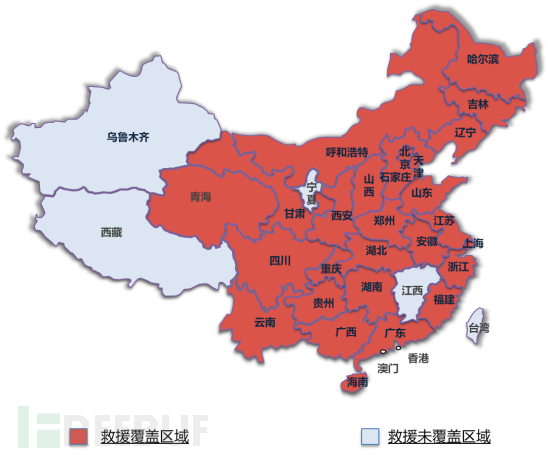 哈尔滨
吉林
辽宁
乌鲁木齐
呼和浩特
北京
天津
石家庄
山西
宁夏
青海
甘肃
山东
西安
郑州
江苏
西藏
安徽
上海
四川
湖北
重庆
浙江
湖南
江西
贵州
福建
云南
广西
广东
台湾
香港
澳门
海南
REEBUF
救援覆盖区域
救援未覆盖区域